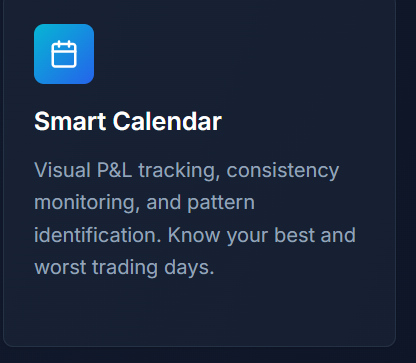 Smart Calendar
Visual P&L tracking, consistency
monitoring, and pattern
identification. Know your best and
worst trading days.